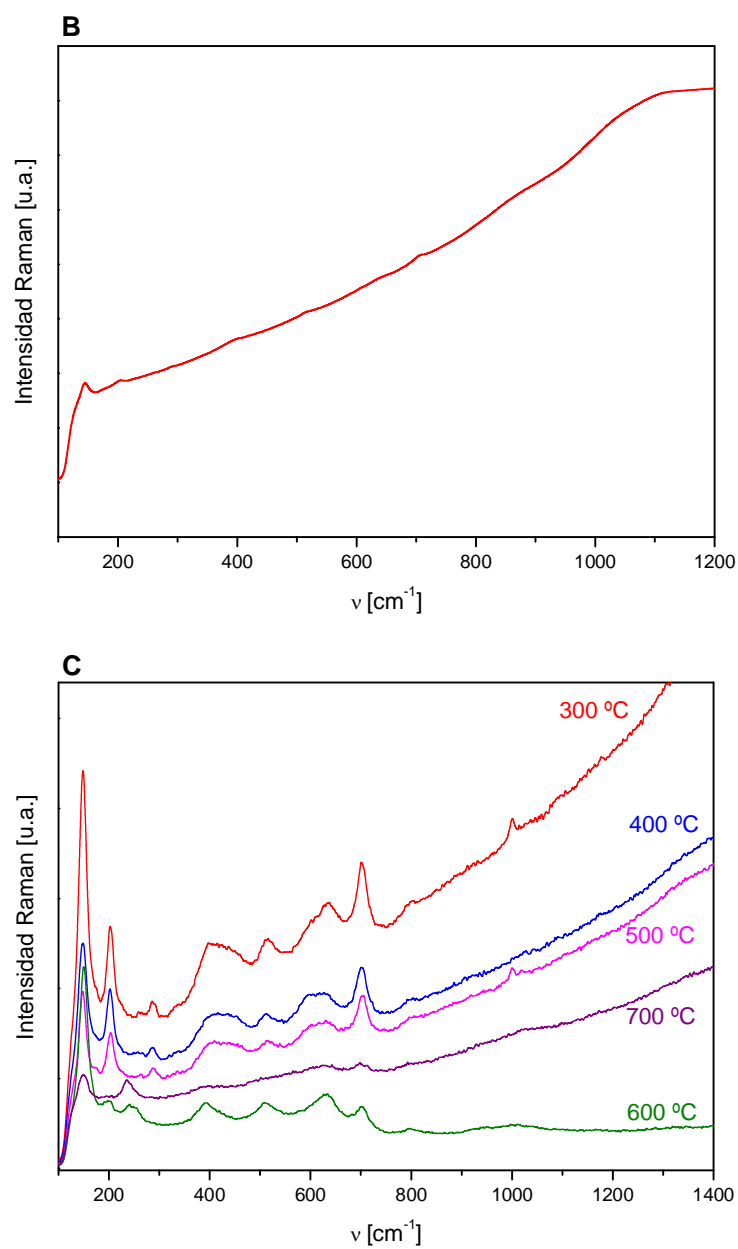 B
Intensidad Raman [u.a.]
200 400 600 800 1000 1200
ν [cm⁻¹]
C
Intensidad Raman [u.a.]
300 ºC
400 ºC
500 ºC
700 ºC
600 ºC
200 400 600 800 1000 1200 1400
ν [cm⁻¹]